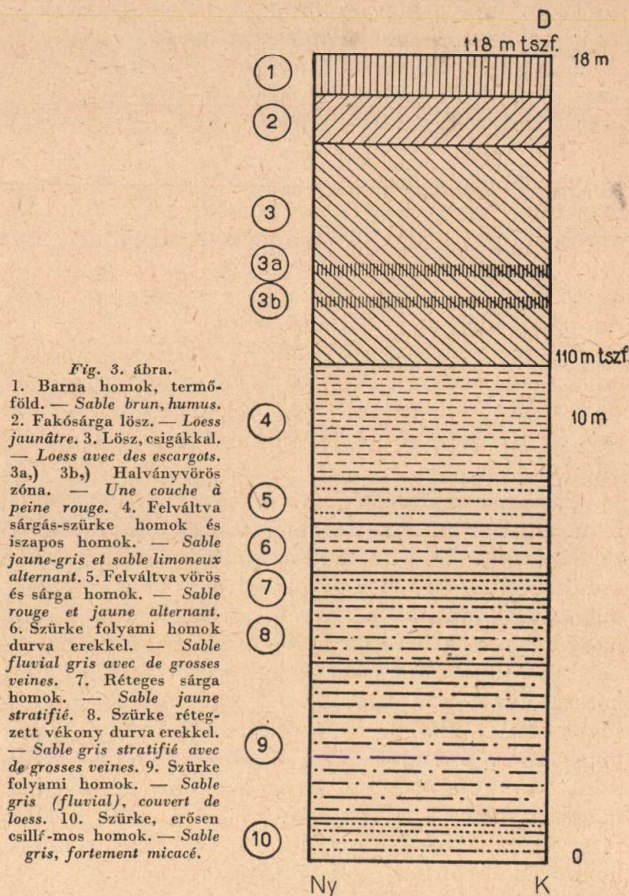 D
118 m tszf.
18 m
1
2
3
3a
3b
110 m tszf.
4
10 m
5
6
7
8
9
10
0
Ny K
Fig. 3. ábra.
1. Barna homok, termő-
föld. — Sable brun, humus.
2. Fakósárga lösz. — Loess
jaunâtre. 3. Lösz, csigákkal.
— Loess avec des escargots.
3a,) 3b,) Halványvörös
zóna. — Une couche à
peine rouge. 4. Felváltva
sárgás-szürke homok és
iszapos homok. — Sable
jaune-gris et sable limoneux
alternant. 5. Felváltva vörös
és sárga homok. — Sable
rouge et jaune alternant.
6. Szürke folyami homok
durva erekkel. — Sable
fluvial gris avec de grosses
veines. 7. Réteges sárga
homok. — Sable jaune
stratifié. 8. Szürke réteg-
zett vékony durva erekkel.
— Sable gris stratifié avec
de grosses veines. 9. Szürke
folyami homok. — Sable
gris (fluvial), couvert de
loess. 10. Szürke, erősen
csillé-mos homok. — Sable
gris, fortement micacé.